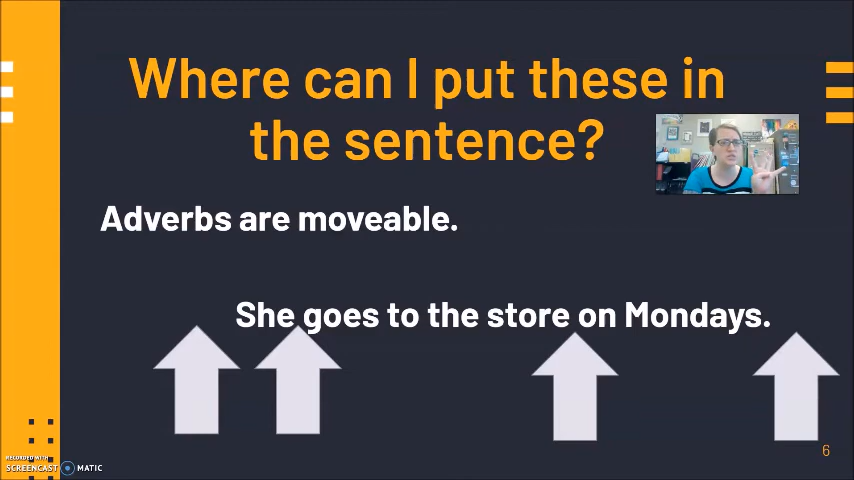 Where can I put these in
the sentence?
Adverbs are moveable.
She goes to the store on Mondays.
6
RECORDED WITH
SCREENCAST MATIC